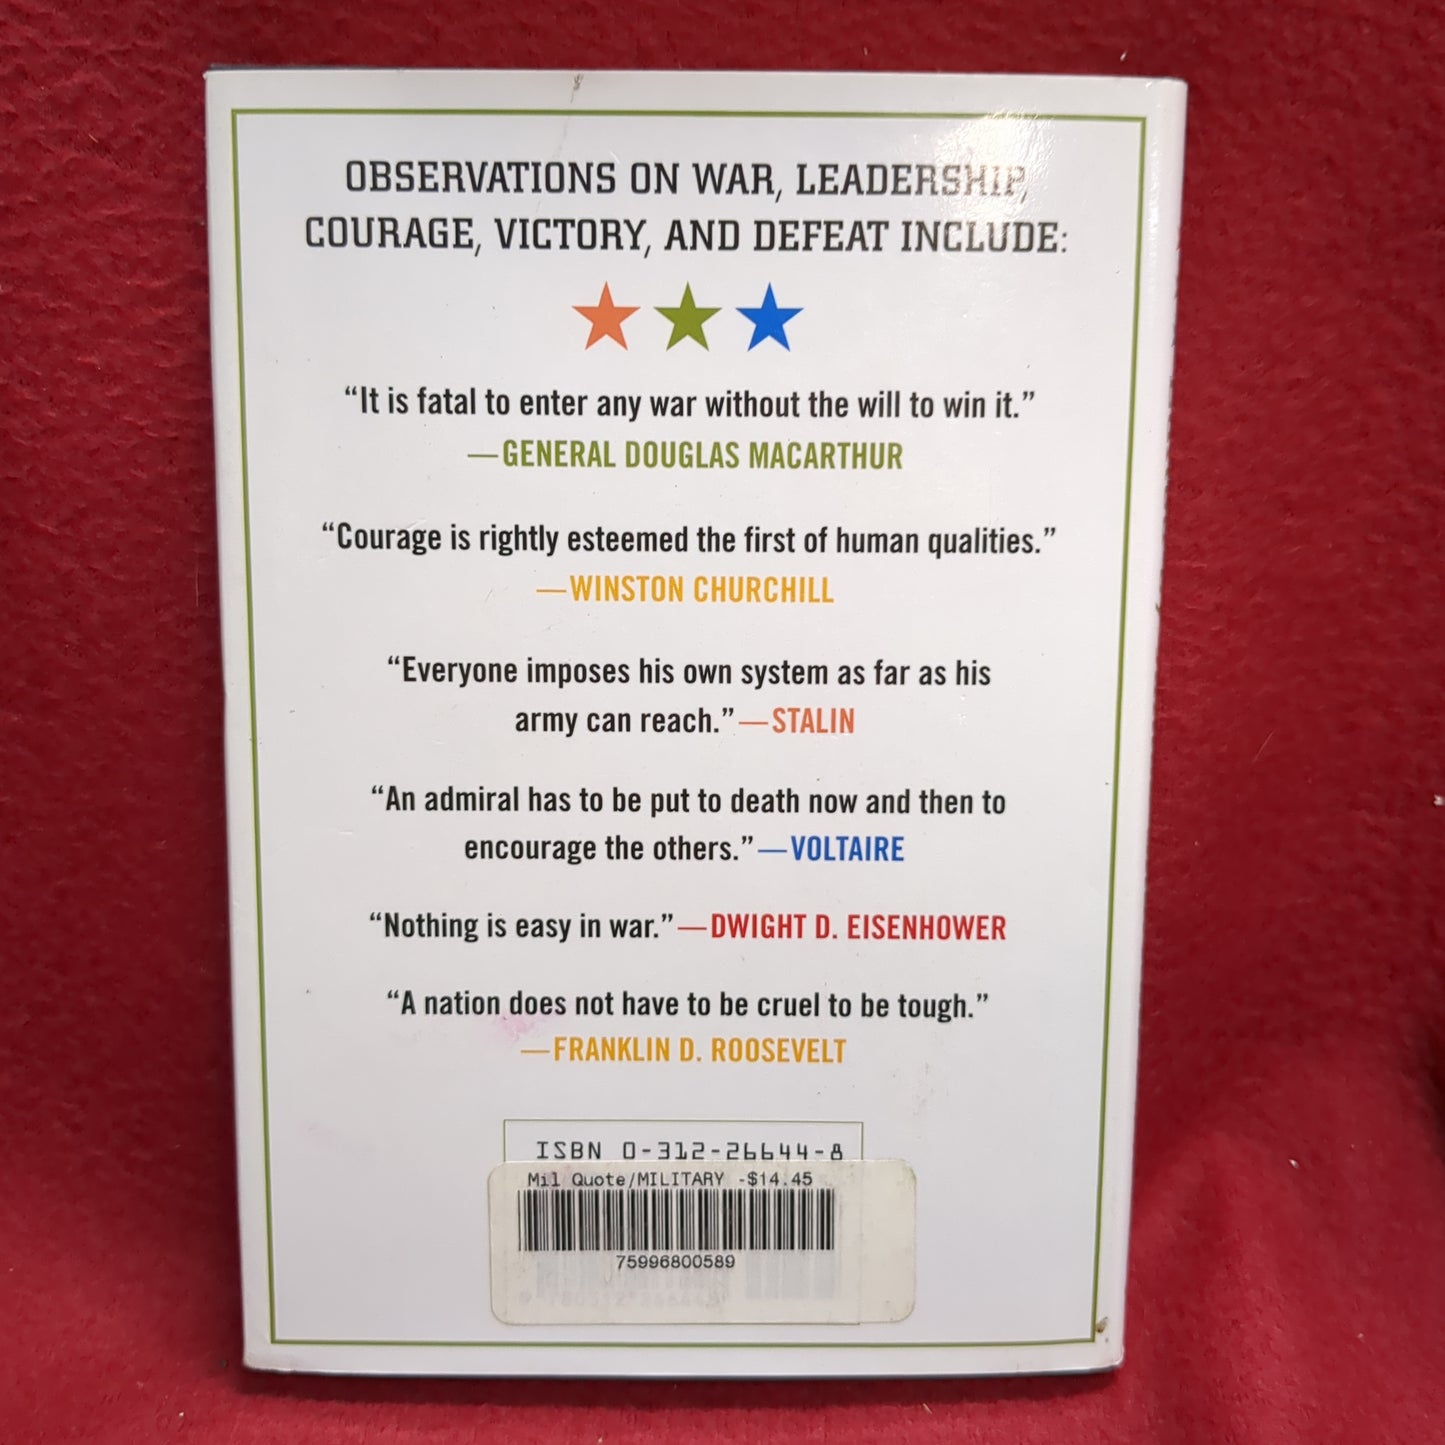 OBSERVATIONS ON WAR, LEADERSHIP,
COURAGE, VICTORY, AND DEFEAT INCLUDE:
“It is fatal to enter any war without the will to win it.”
—GENERAL DOUGLAS MACARTHUR
“Courage is rightly esteemed the first of human qualities.”
—WINSTON CHURCHILL
“Everyone imposes his own system as far as his
army can reach.”—STALIN
“An admiral has to be put to death now and then to
encourage the others.”—VOLTAIRE
“Nothing is easy in war.”—DWIGHT D. EISENHOWER
“A nation does not have to be cruel to be tough.”
—FRANKLIN D. ROOSEVELT
ISBN 0-312-26644-8
Mil Quote/MILITARY -$14.45
75996800589